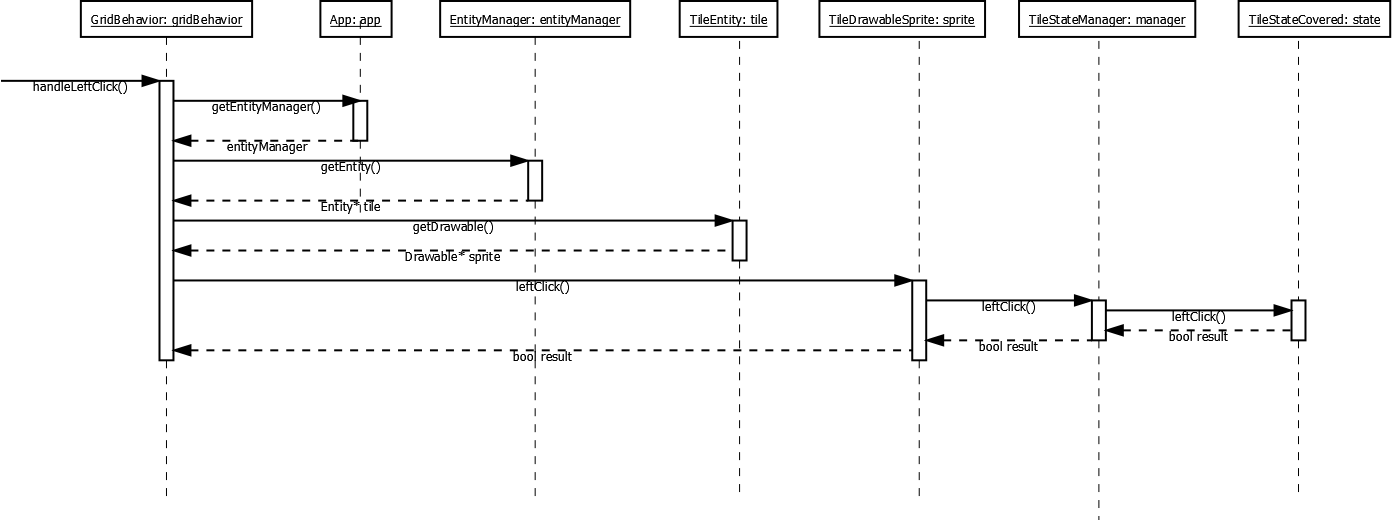 GridBehavior: gridBehavior
App: app
EntityManager: entityManager
TileEntity: tile
TileDrawableSprite: sprite
TileStateManager: manager
TileStateCovered: state
handleLeftClick()
getEntityManager()
entityManager
getEntity()
Entity* tile
getDrawable()
Drawable* sprite
leftClick()
leftClick()
leftClick()
bool result
bool result
bool result